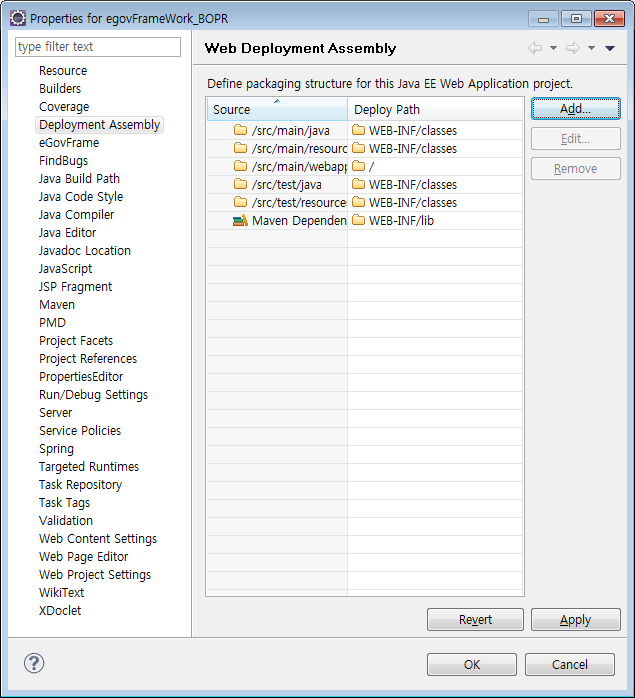 Properties for egovFrameWork_BOPR
type filter text
Resource
Builders
Coverage
Deployment Assembly
eGovFrame
FindBugs
Java Build Path
Java Code Style
Java Compiler
Java Editor
Javadoc Location
JavaScript
JSP Fragment
Maven
PMD
Project Facets
Project References
PropertiesEditor
Run/Debug Settings
Server
Service Policies
Spring
Targeted Runtimes
Task Repository
Task Tags
Validation
Web Content Settings
Web Page Editor
Web Project Settings
WikiText
XDoclet
Web Deployment Assembly
Define packaging structure for this Java EE Web Application project.
Source Deploy Path
/src/main/java WEB-INF/classes
/src/main/resourc WEB-INF/classes
/src/main/webapp /
/src/test/java WEB-INF/classes
/src/test/resources WEB-INF/classes
Maven Dependen WEB-INF/lib
Add...
Edit...
Remove
Revert Apply
? OK Cancel